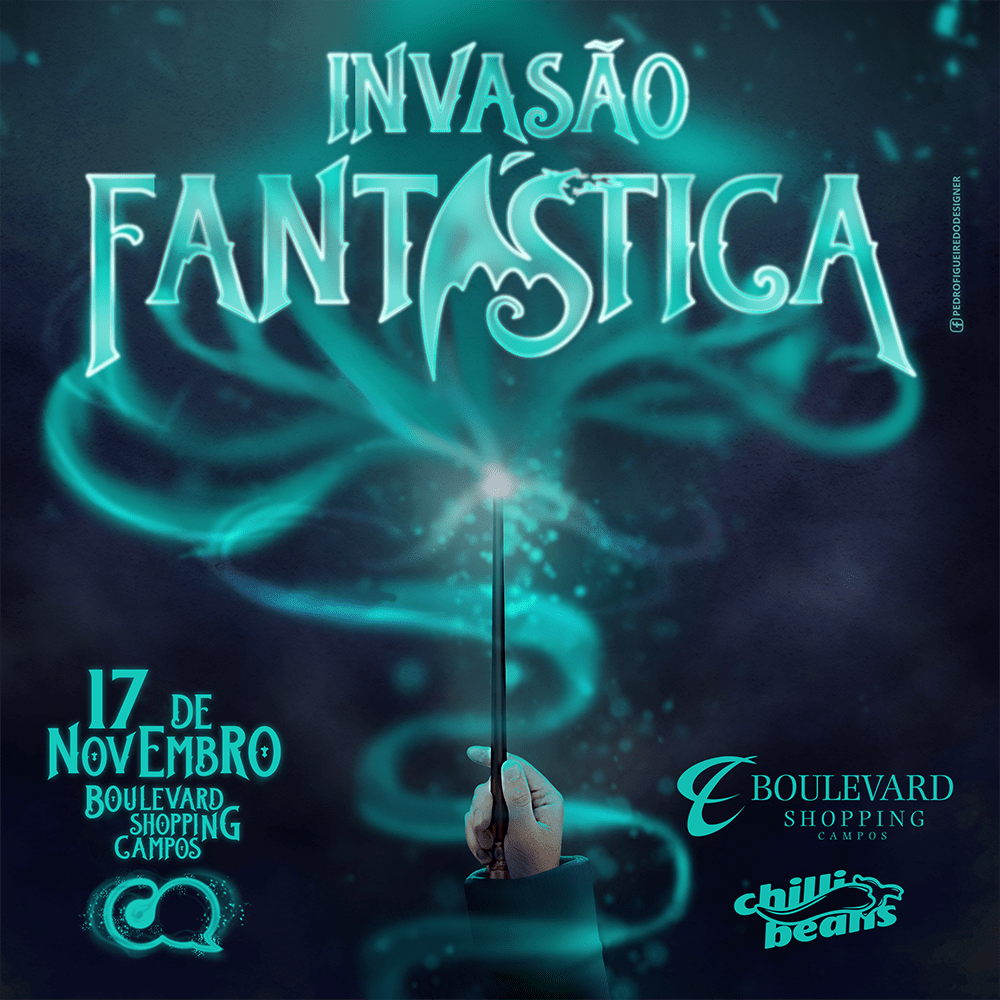 INVASÃO
FANTÁSTICA
PEDROFIGUEIREDODESIGNER
17 DE
NOVEMBRO
BOULEVARD
SHOPPING
CAMPOS
BOULEVARD
SHOPPING
CAMPOS
chilli
beans